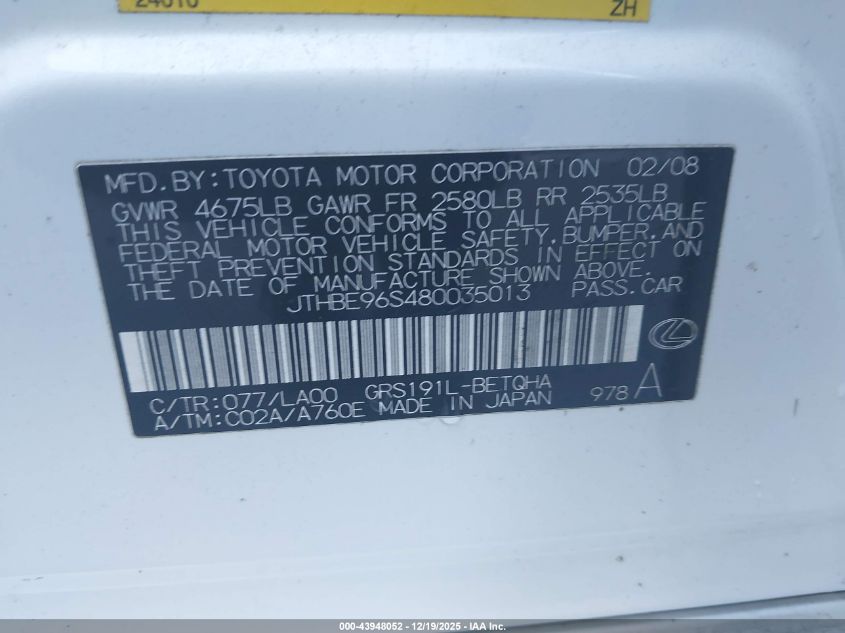 ZH
MFD.BY:TOYOTA MOTOR CORPORATION 02/08
GVWR 4675LB GAWR FR 2580LB RR 2535LB
THIS VEHICLE CONFORMS TO ALL APPLICABLE
FEDERAL MOTOR VEHICLE SAFETY,BUMPER,AND
THEFT PREVENTION STANDARDS IN EFFECT ON
THE DATE OF MANUFACTURE SHOWN ABOVE.
JTHBE96S480035013 PASS.CAR
C/TR:077/LA00 GRS191L-BETQHA
A/TM:C02A/A760E MADE IN JAPAN 978 A
000-43948052 - 12/19/2025 - IAA Inc.